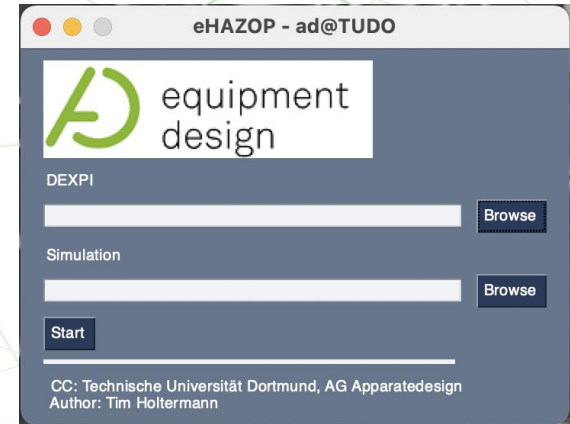 eHAZOP - ad@TUDO
equipment
design
DEXPI
Browse
Simulation
Browse
Start
CC: Technische Universität Dortmund, AG Apparatedesign
Author: Tim Holtermann